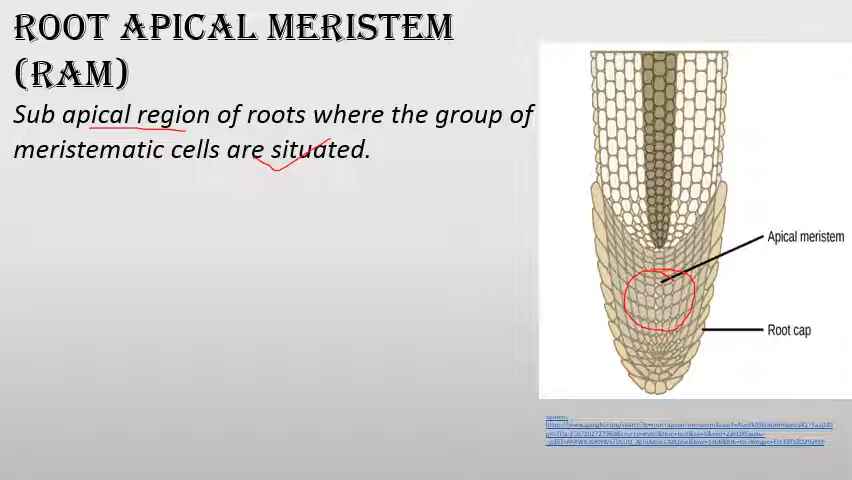 ROOT APICAL MERISTEM
(RAM)
Sub apical region of roots where the group of
meristematic cells are situated.
Apical meristem
Root cap